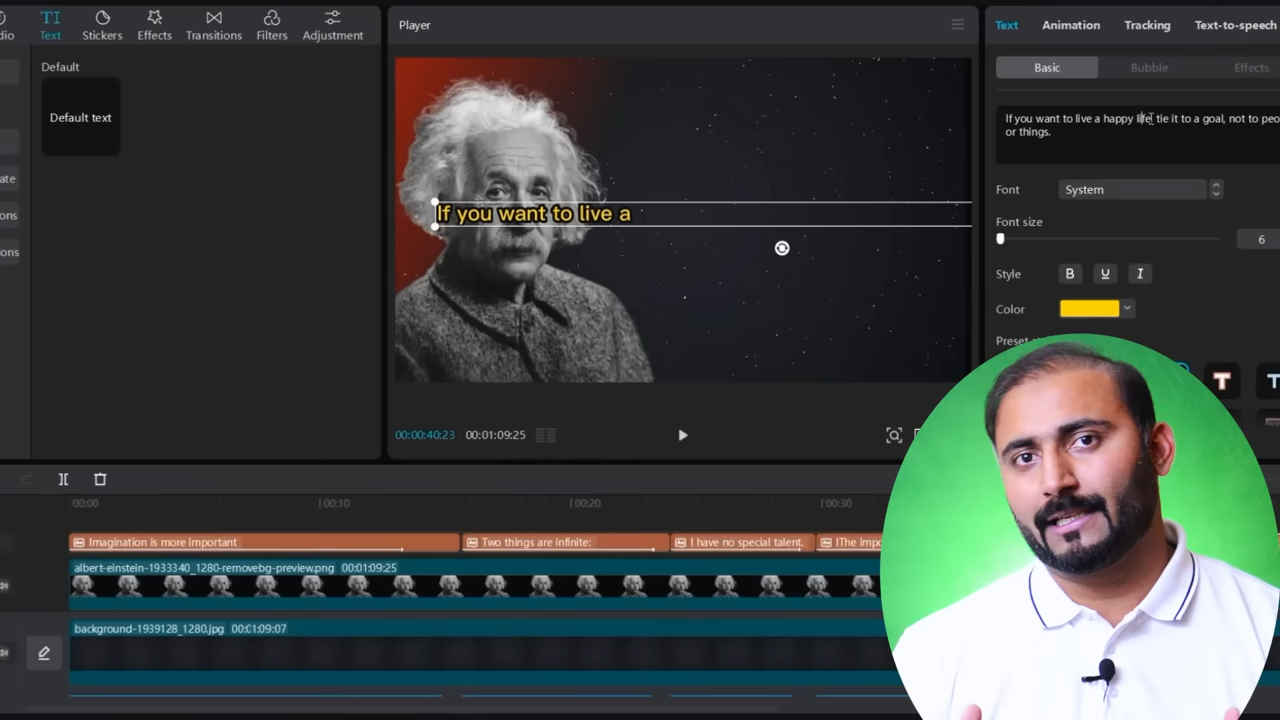 dio
Text
Stickers
Effects
Transitions
Filters
Adjustment
Default
Default text
ate
ons
ions
Player
If you want to live a
00:00:40:23
00:01:09:25
Text
Animation
Tracking
Text-to-speech
Basic
Bubble
Effects
If you want to live a happy life, tie it to a goal, not to peo
or things.
Font
System
Font size
6
Style
B
U
I
Color
Preset
T
T
00:00
00:10
00:20
00:30
Imagination is more important
Two things are infinite:
I have no special talent.
IThe impo
albert-einstein-1933340_1280-removebg-preview.png 00:01:09:25
background-1939128_1280.jpg 00:01:09:07